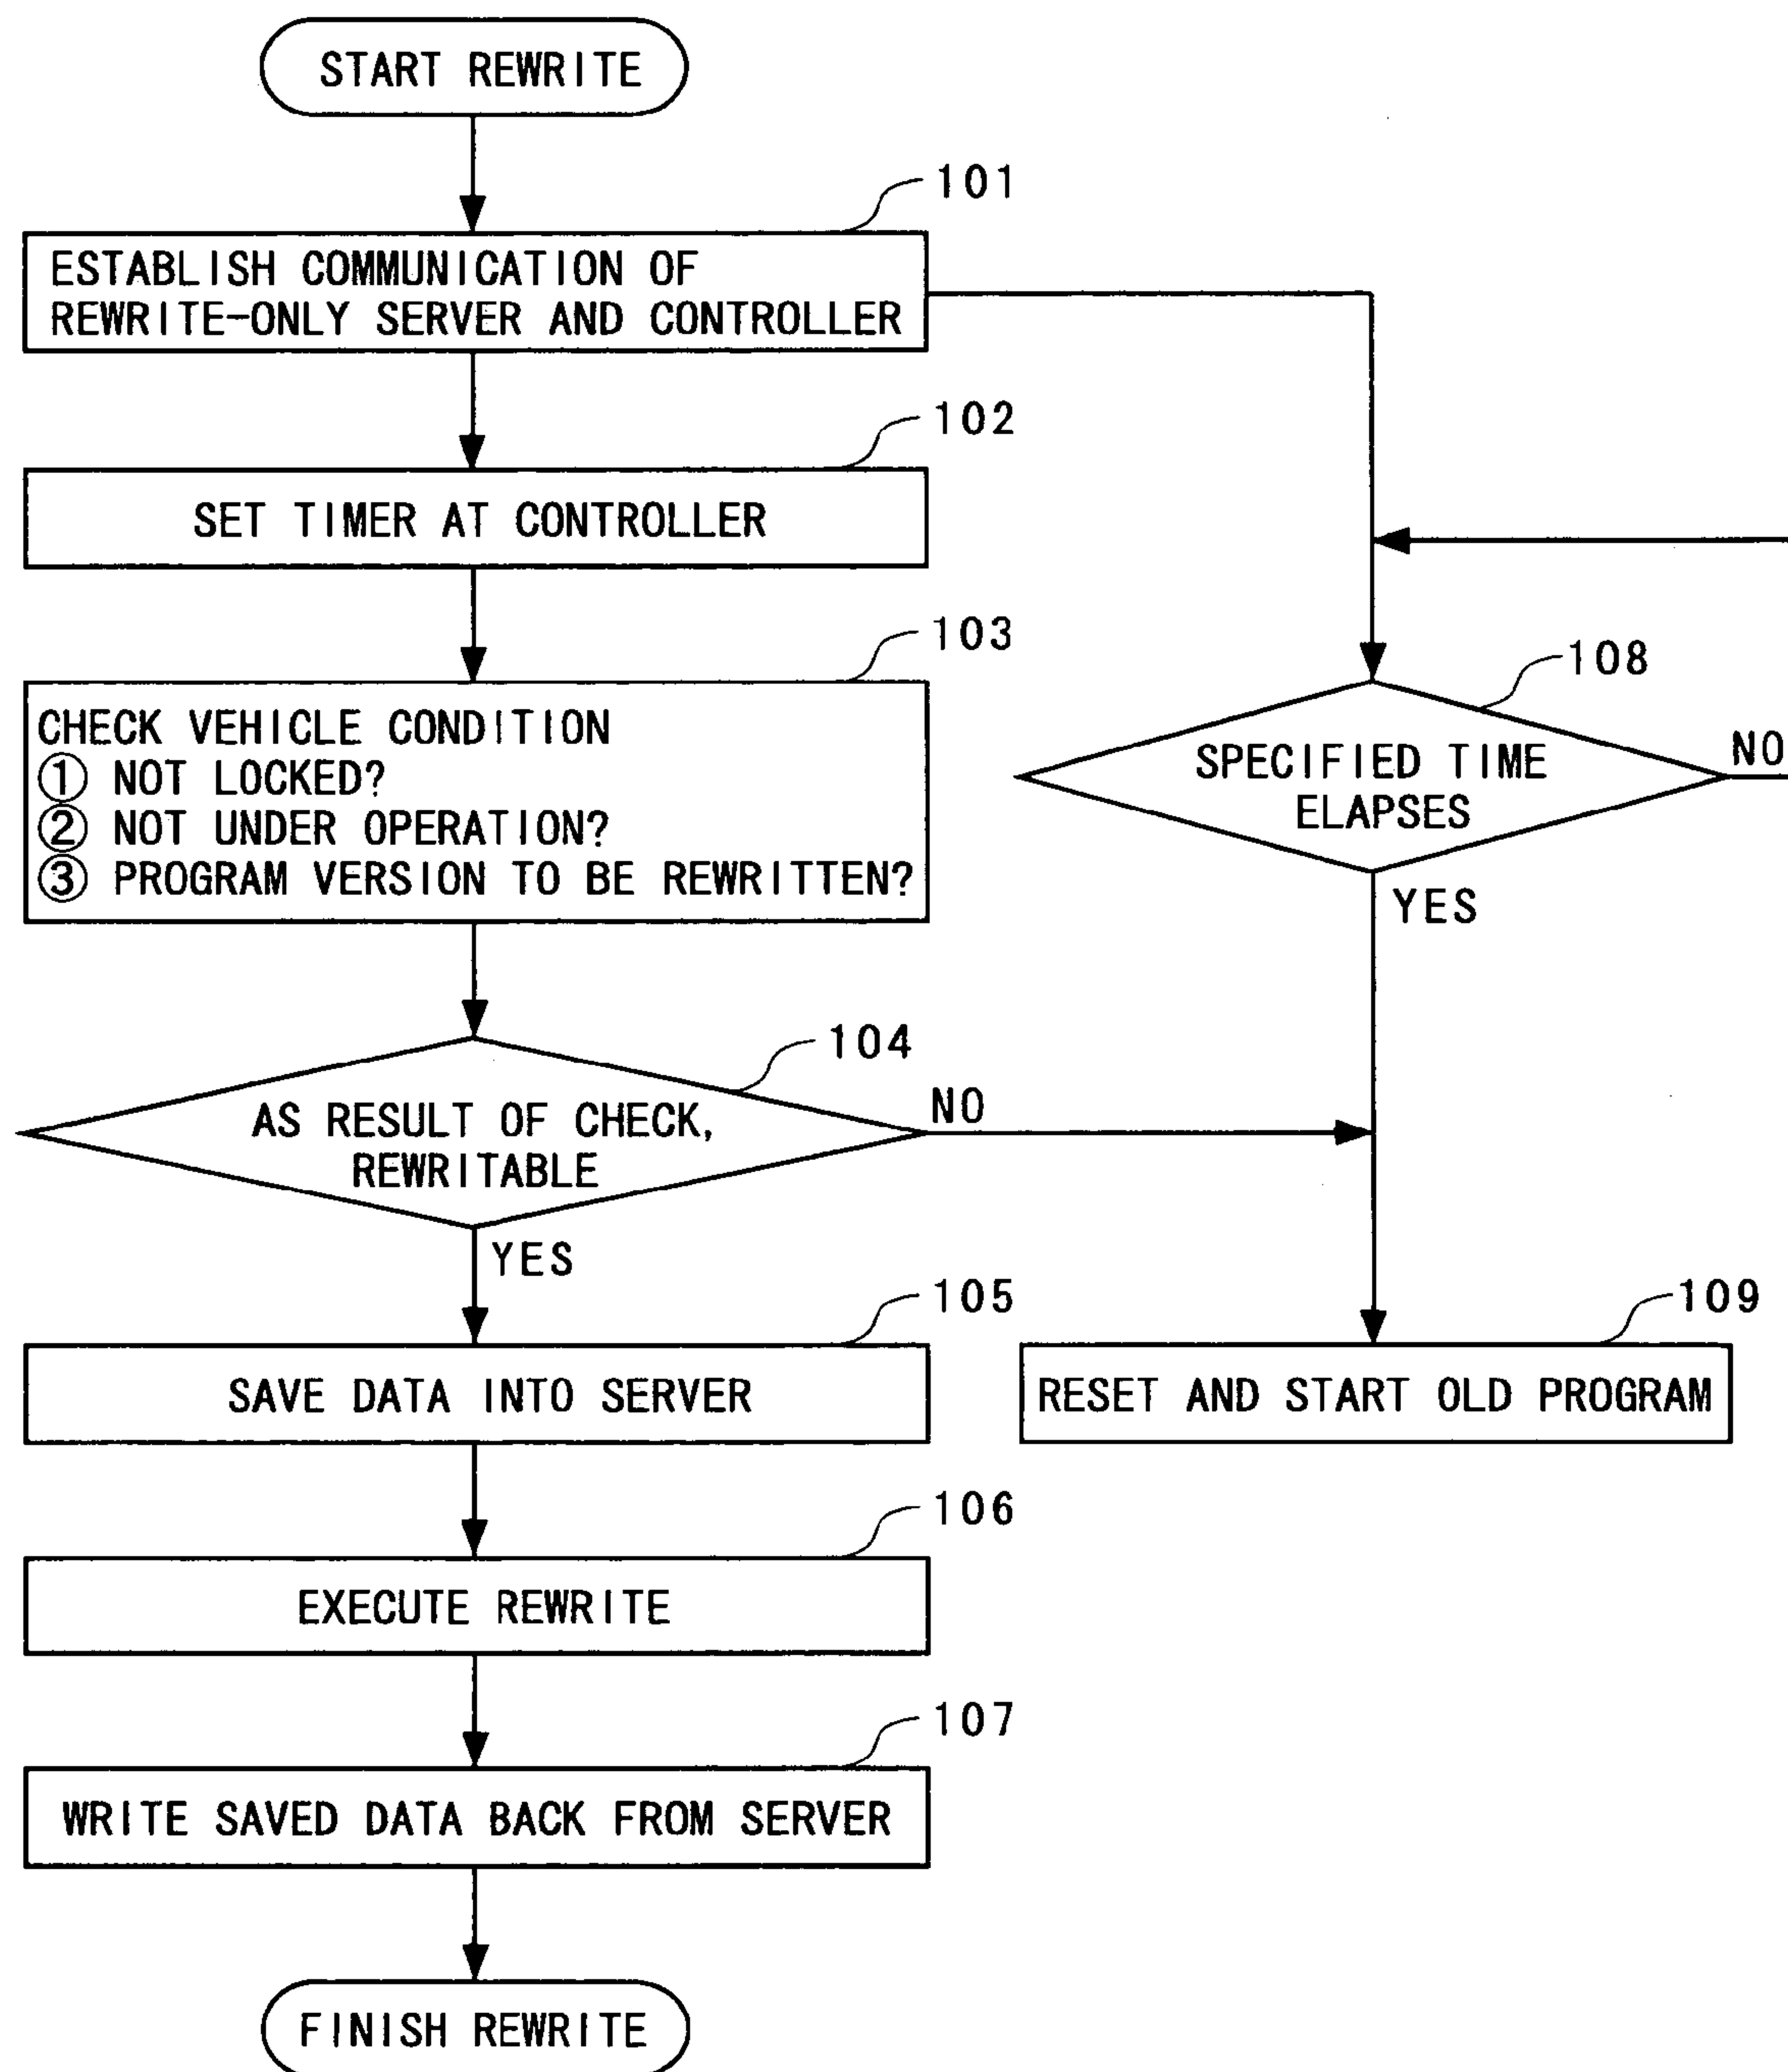 START REWRITE
101
ESTABLISH COMMUNICATION OF
REWRITE-ONLY SERVER AND CONTROLLER
102
SET TIMER AT CONTROLLER
103
CHECK VEHICLE CONDITION
① NOT LOCKED?
② NOT UNDER OPERATION?
③ PROGRAM VERSION TO BE REWRITTEN?
108
SPECIFIED TIME
ELAPSES
NO
YES
104
AS RESULT OF CHECK,
REWRITABLE
NO
YES
105
SAVE DATA INTO SERVER
109
RESET AND START OLD PROGRAM
106
EXECUTE REWRITE
107
WRITE SAVED DATA BACK FROM SERVER
FINISH REWRITE